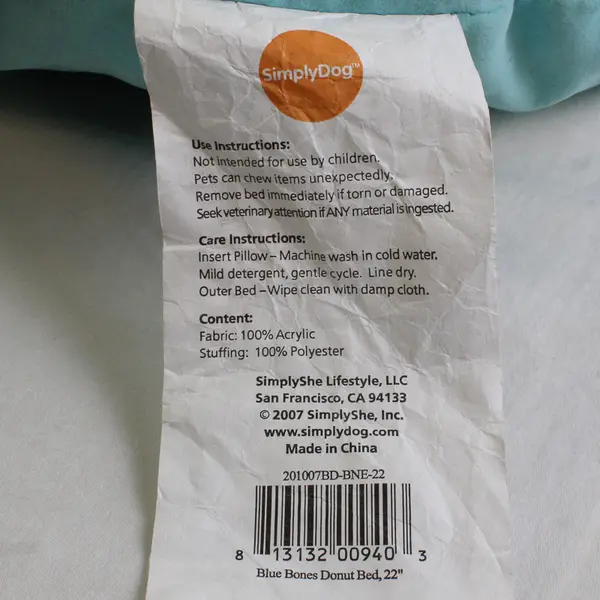 SimplyDog™
Use Instructions:
Not intended for use by children.
Pets can chew items unexpectedly.
Remove bed immediately if torn or damaged.
Seek veterinary attention if ANY material is ingested.
Care Instructions:
Insert Pillow – Machine wash in cold water.
Mild detergent, gentle cycle. Line dry.
Outer Bed – Wipe clean with damp cloth.
Content:
Fabric: 100% Acrylic
Stuffing: 100% Polyester
SimplyShe Lifestyle, LLC
San Francisco, CA 94133
© 2007 SimplyShe, Inc.
www.simplydog.com
Made in China
201007BD-BNE-22
8 13132 00940 3
Blue Bones Donut Bed, 22"